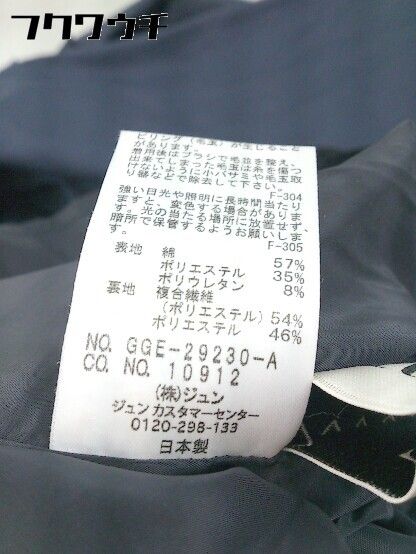 フクワウチ
ピリング(毛玉)が生じること
があります。
着用後はブラシで毛並を整え、
出来てしまった毛玉は糸を傷つ
けないように小バサミや毛玉取
り器などで除去して下さい。
F-304
強い日光や照明に長時間当たり
ますと、変色する場合がありま
す。光の当たる場所に放置せず、
暗所で保管するようお願いしま
す。
F-305
表地 綿 57%
ポリエステル 35%
ポリウレタン 8%
裏地 複合繊維
(ポリエステル) 54%
ポリエステル 46%
NO. GGE-29230-A
CO. NO. 10912
(株)ジュン
ジュン カスタマーセンター
0120-298-133
日本製